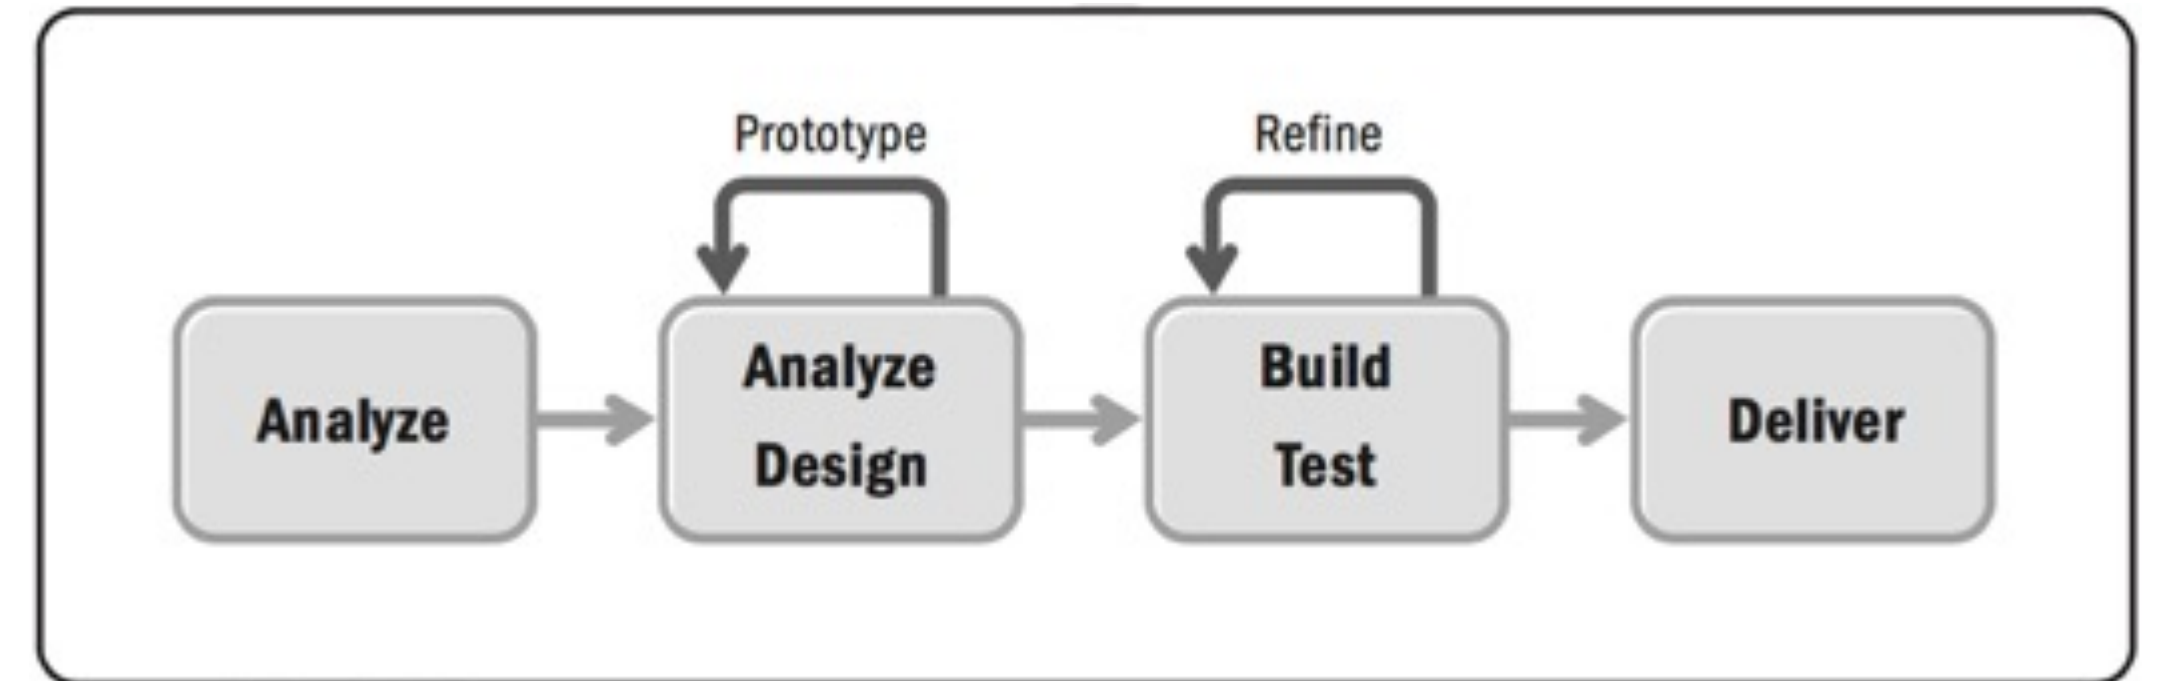 Prototype
Refine
Analyze
Analyze
Design
Build
Test
Deliver